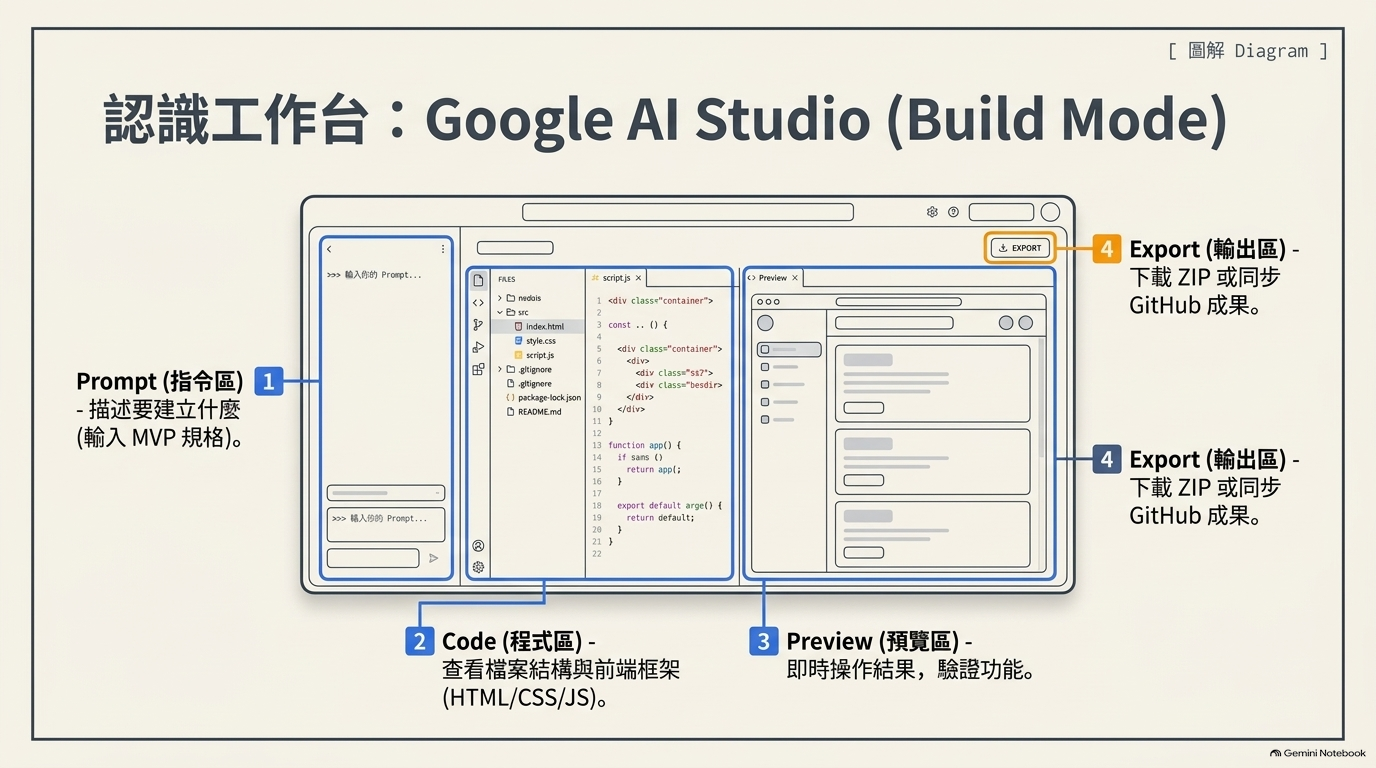 [ 圖解 Diagram ]
認識工作台：Google AI Studio (Build Mode)
EXPORT
>>> 輸入你的 Prompt...
>>> 輸入你的 Prompt...
FILES
nedais
src
index.html
style.css
script.js
.gltignore
.gltignere
package-lock.json
README.md
script.js ×
1 <div class="container">
2
3 const .. () {
4
5 <div class="container">
6 <div>
7 <div class="ss?">
8 <div class="besdir>
9 </div>
10 </div>
11 }
12
13 function app() {
14 if sans ()
15 return app(;
16 }
17
18 export default arge() {
19 return default;
20 }
21 }
22
<> Preview ×
Prompt (指令區) 1
- 描述要建立什麼
(輸入 MVP 規格)。
2 Code (程式區) -
查看檔案結構與前端框架
(HTML/CSS/JS)。
3 Preview (預覽區) -
即時操作結果，驗證功能。
4 Export (輸出區) -
下載 ZIP 或同步
GitHub 成果。
4 Export (輸出區) -
下載 ZIP 或同步
GitHub 成果。
Gemini Notebook